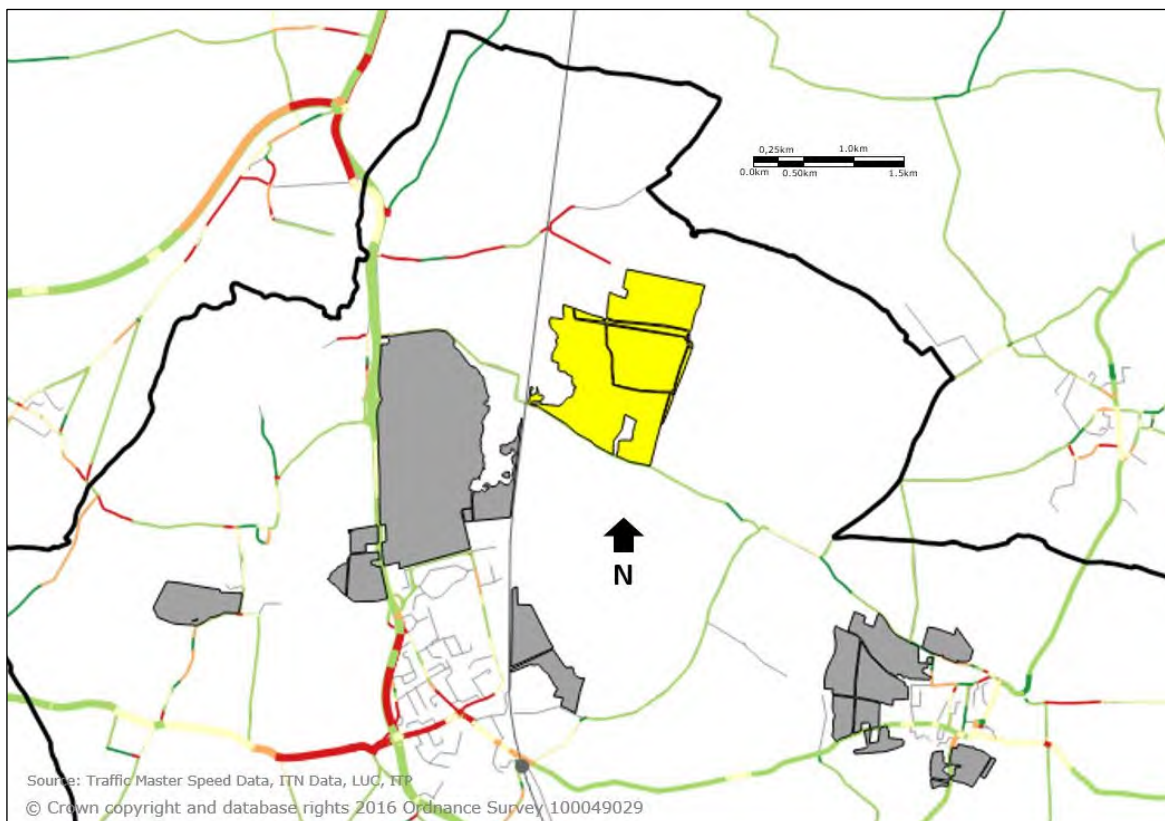 0,25km 1.0km
0.0km 0.50km 1.5km
N
Source: Traffic Master Speed Data, ITN Data, LUC, ITP
© Crown copyright and database rights 2016 Ordnance Survey 100049029